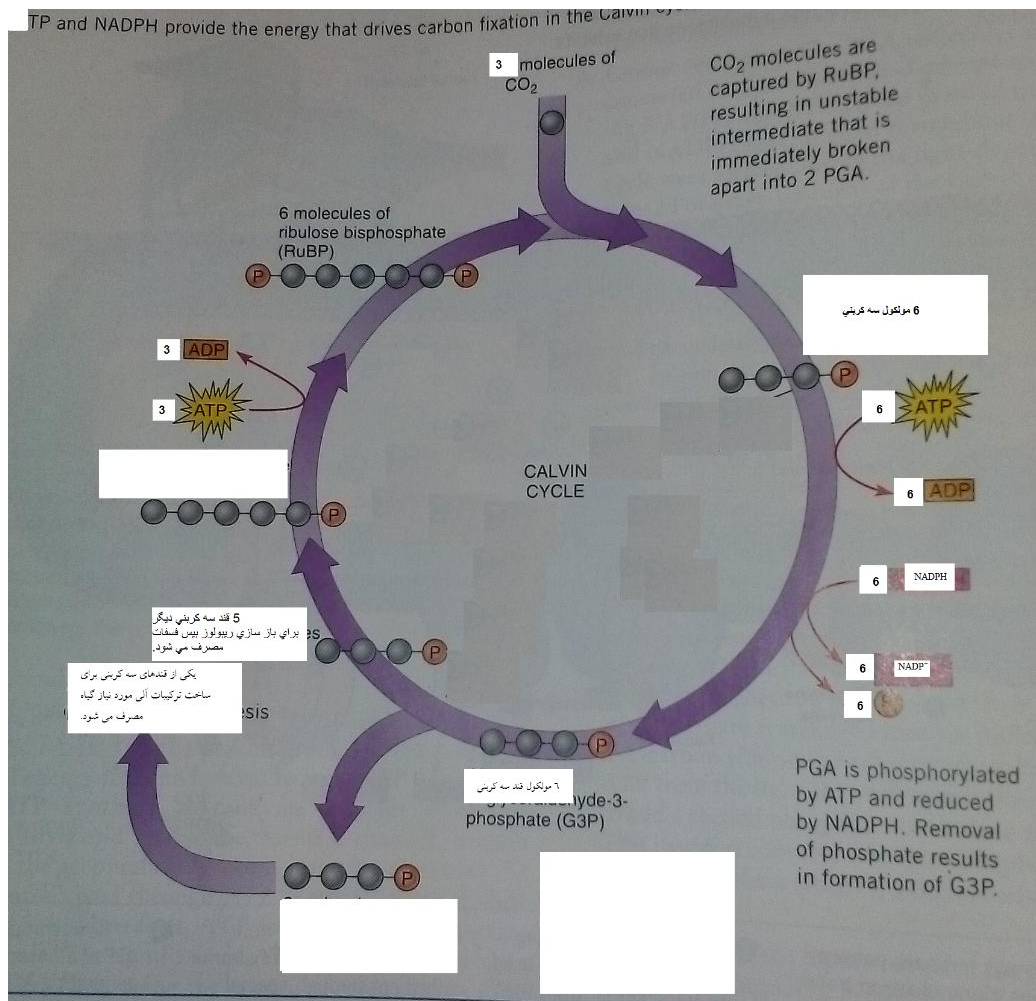 TP and NADPH provide the energy that drives carbon fixation in the Calvin
3 molecules of
CO₂
CO₂ molecules are
captured by RuBP,
resulting in unstable
intermediate that is
immediately broken
apart into 2 PGA.
6 molecules of
ribulose bisphosphate
(RuBP)
P
P
6 مولكول سه كربني
P
3 ADP
3 ATP
6 ATP
6 ADP
CALVIN
CYCLE
P
6 NADPH
6 NADP⁺
6
5 قند سه كربني ديگر
براي باز سازي ريبولوز بيس فسفات
مصرف مي شود.
P
یکی از قندهای سه کربنی برای
ساخت ترکیبات آلی مورد نیاز گیاه
مصرف می شود.
esis
P
٦ مولکول قند سه کربنی
phosphate (G3P)
PGA is phosphorylated
by ATP and reduced
by NADPH. Removal
of phosphate results
in formation of G3P.
P